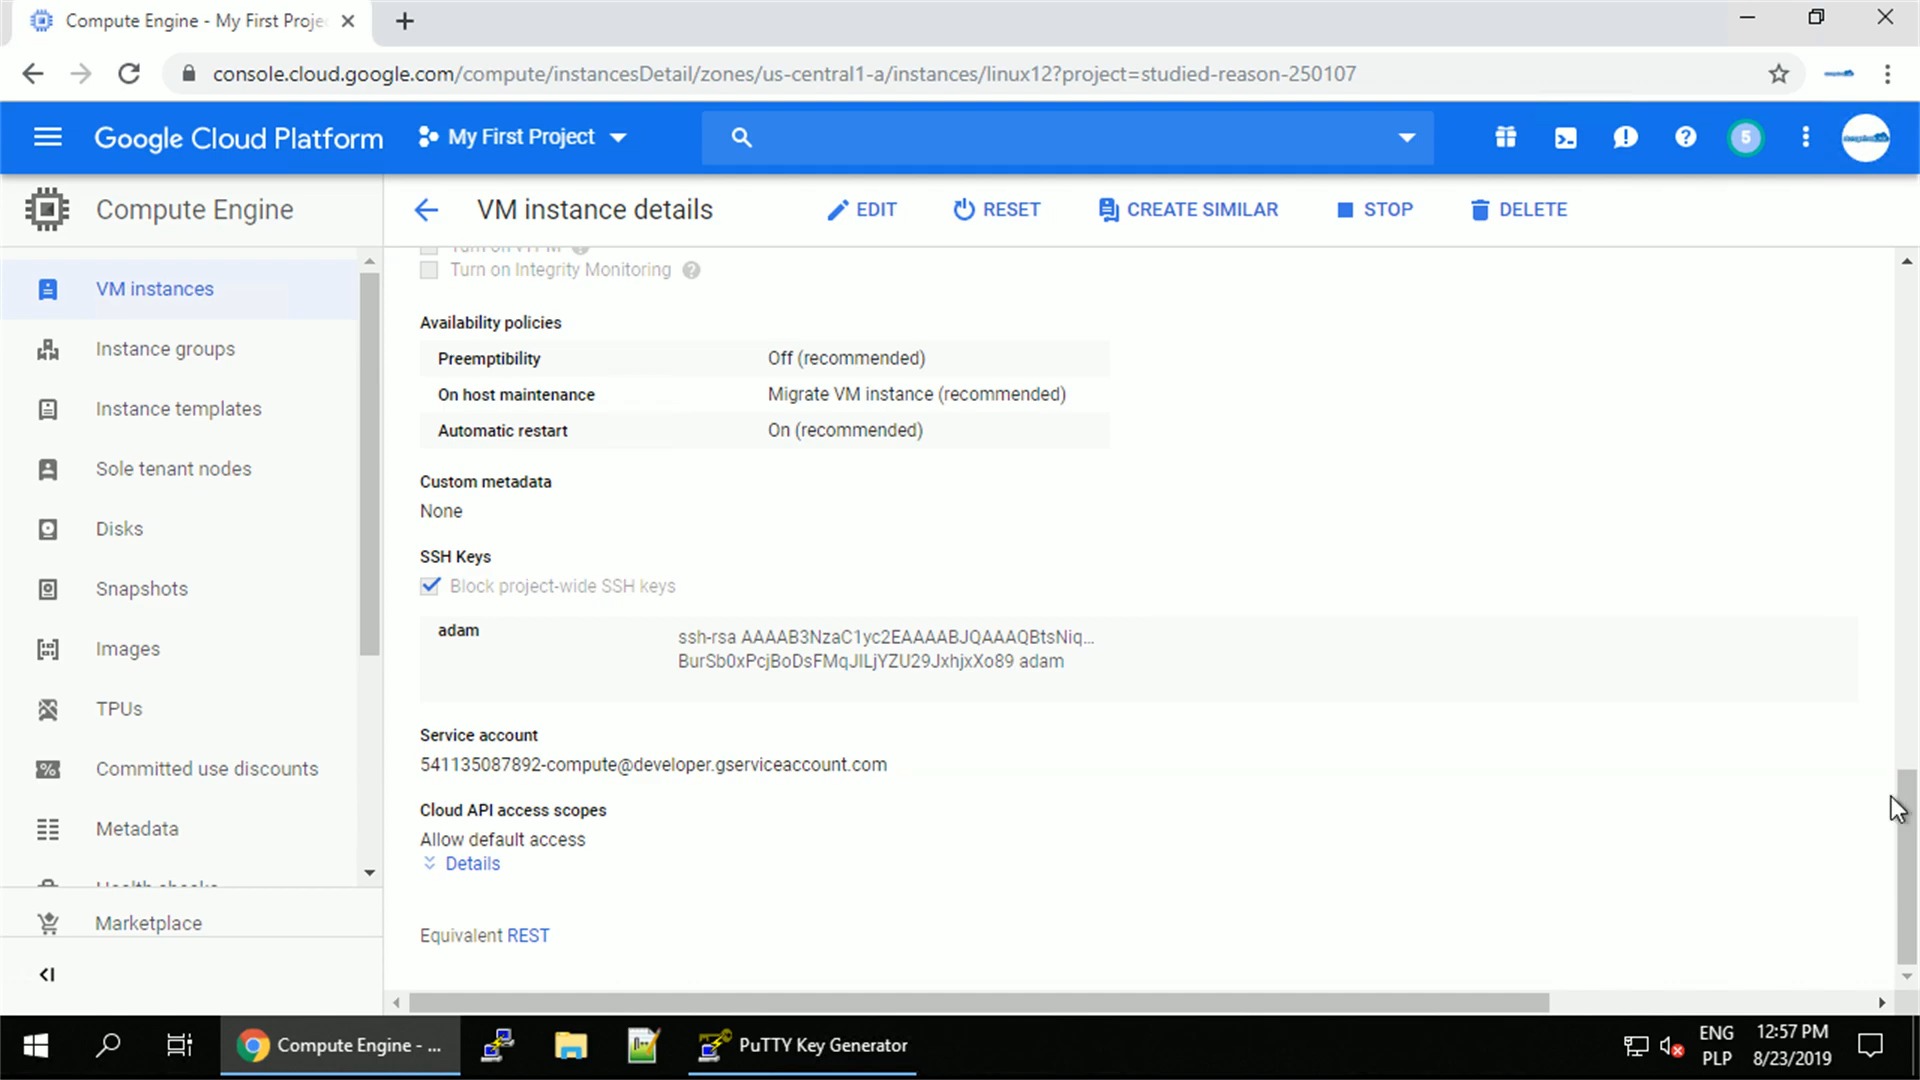 Compute Engine - My First Proje
console.cloud.google.com/compute/instancesDetail/zones/us-central1-a/instances/linux12?project=studied-reason-250107
Google Cloud Platform
My First Project
5
Compute Engine
VM instance details
EDIT
RESET
CREATE SIMILAR
STOP
DELETE
VM instances
Instance groups
Instance templates
Sole tenant nodes
Disks
Snapshots
Images
TPUs
Committed use discounts
Metadata
Health checks
Marketplace
Turn on vTPM
Turn on Integrity Monitoring
Availability policies
Preemptibility Off (recommended)
On host maintenance Migrate VM instance (recommended)
Automatic restart On (recommended)
Custom metadata
None
SSH Keys
Block project-wide SSH keys
adam
ssh-rsa AAAAB3NzaC1yc2EAAAABJQAAAQBtsNiq...
BurSb0xPcjBoDsFMqJILjYZU29JxhjxXo89 adam
Service account
541135087892-compute@developer.gserviceaccount.com
Cloud API access scopes
Allow default access
Details
Equivalent REST
Compute Engine - ...
PuTTY Key Generator
ENG
PLP
12:57 PM
8/23/2019